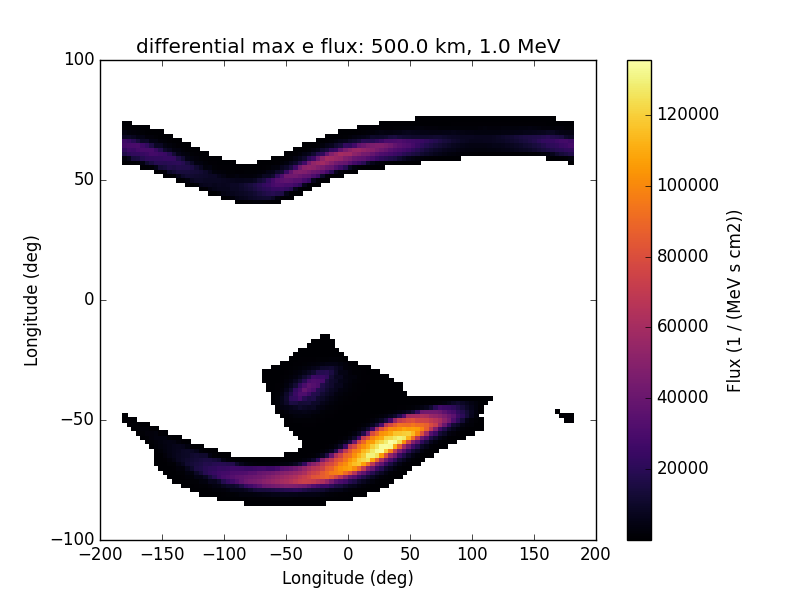 differential max e flux: 500.0 km, 1.0 MeV
100
50
0
−50
−100
Longitude (deg)
−200 −150 −100 −50 0 50 100 150 200
Longitude (deg)
120000
100000
80000
60000
40000
20000
Flux (1 / (MeV s cm2))